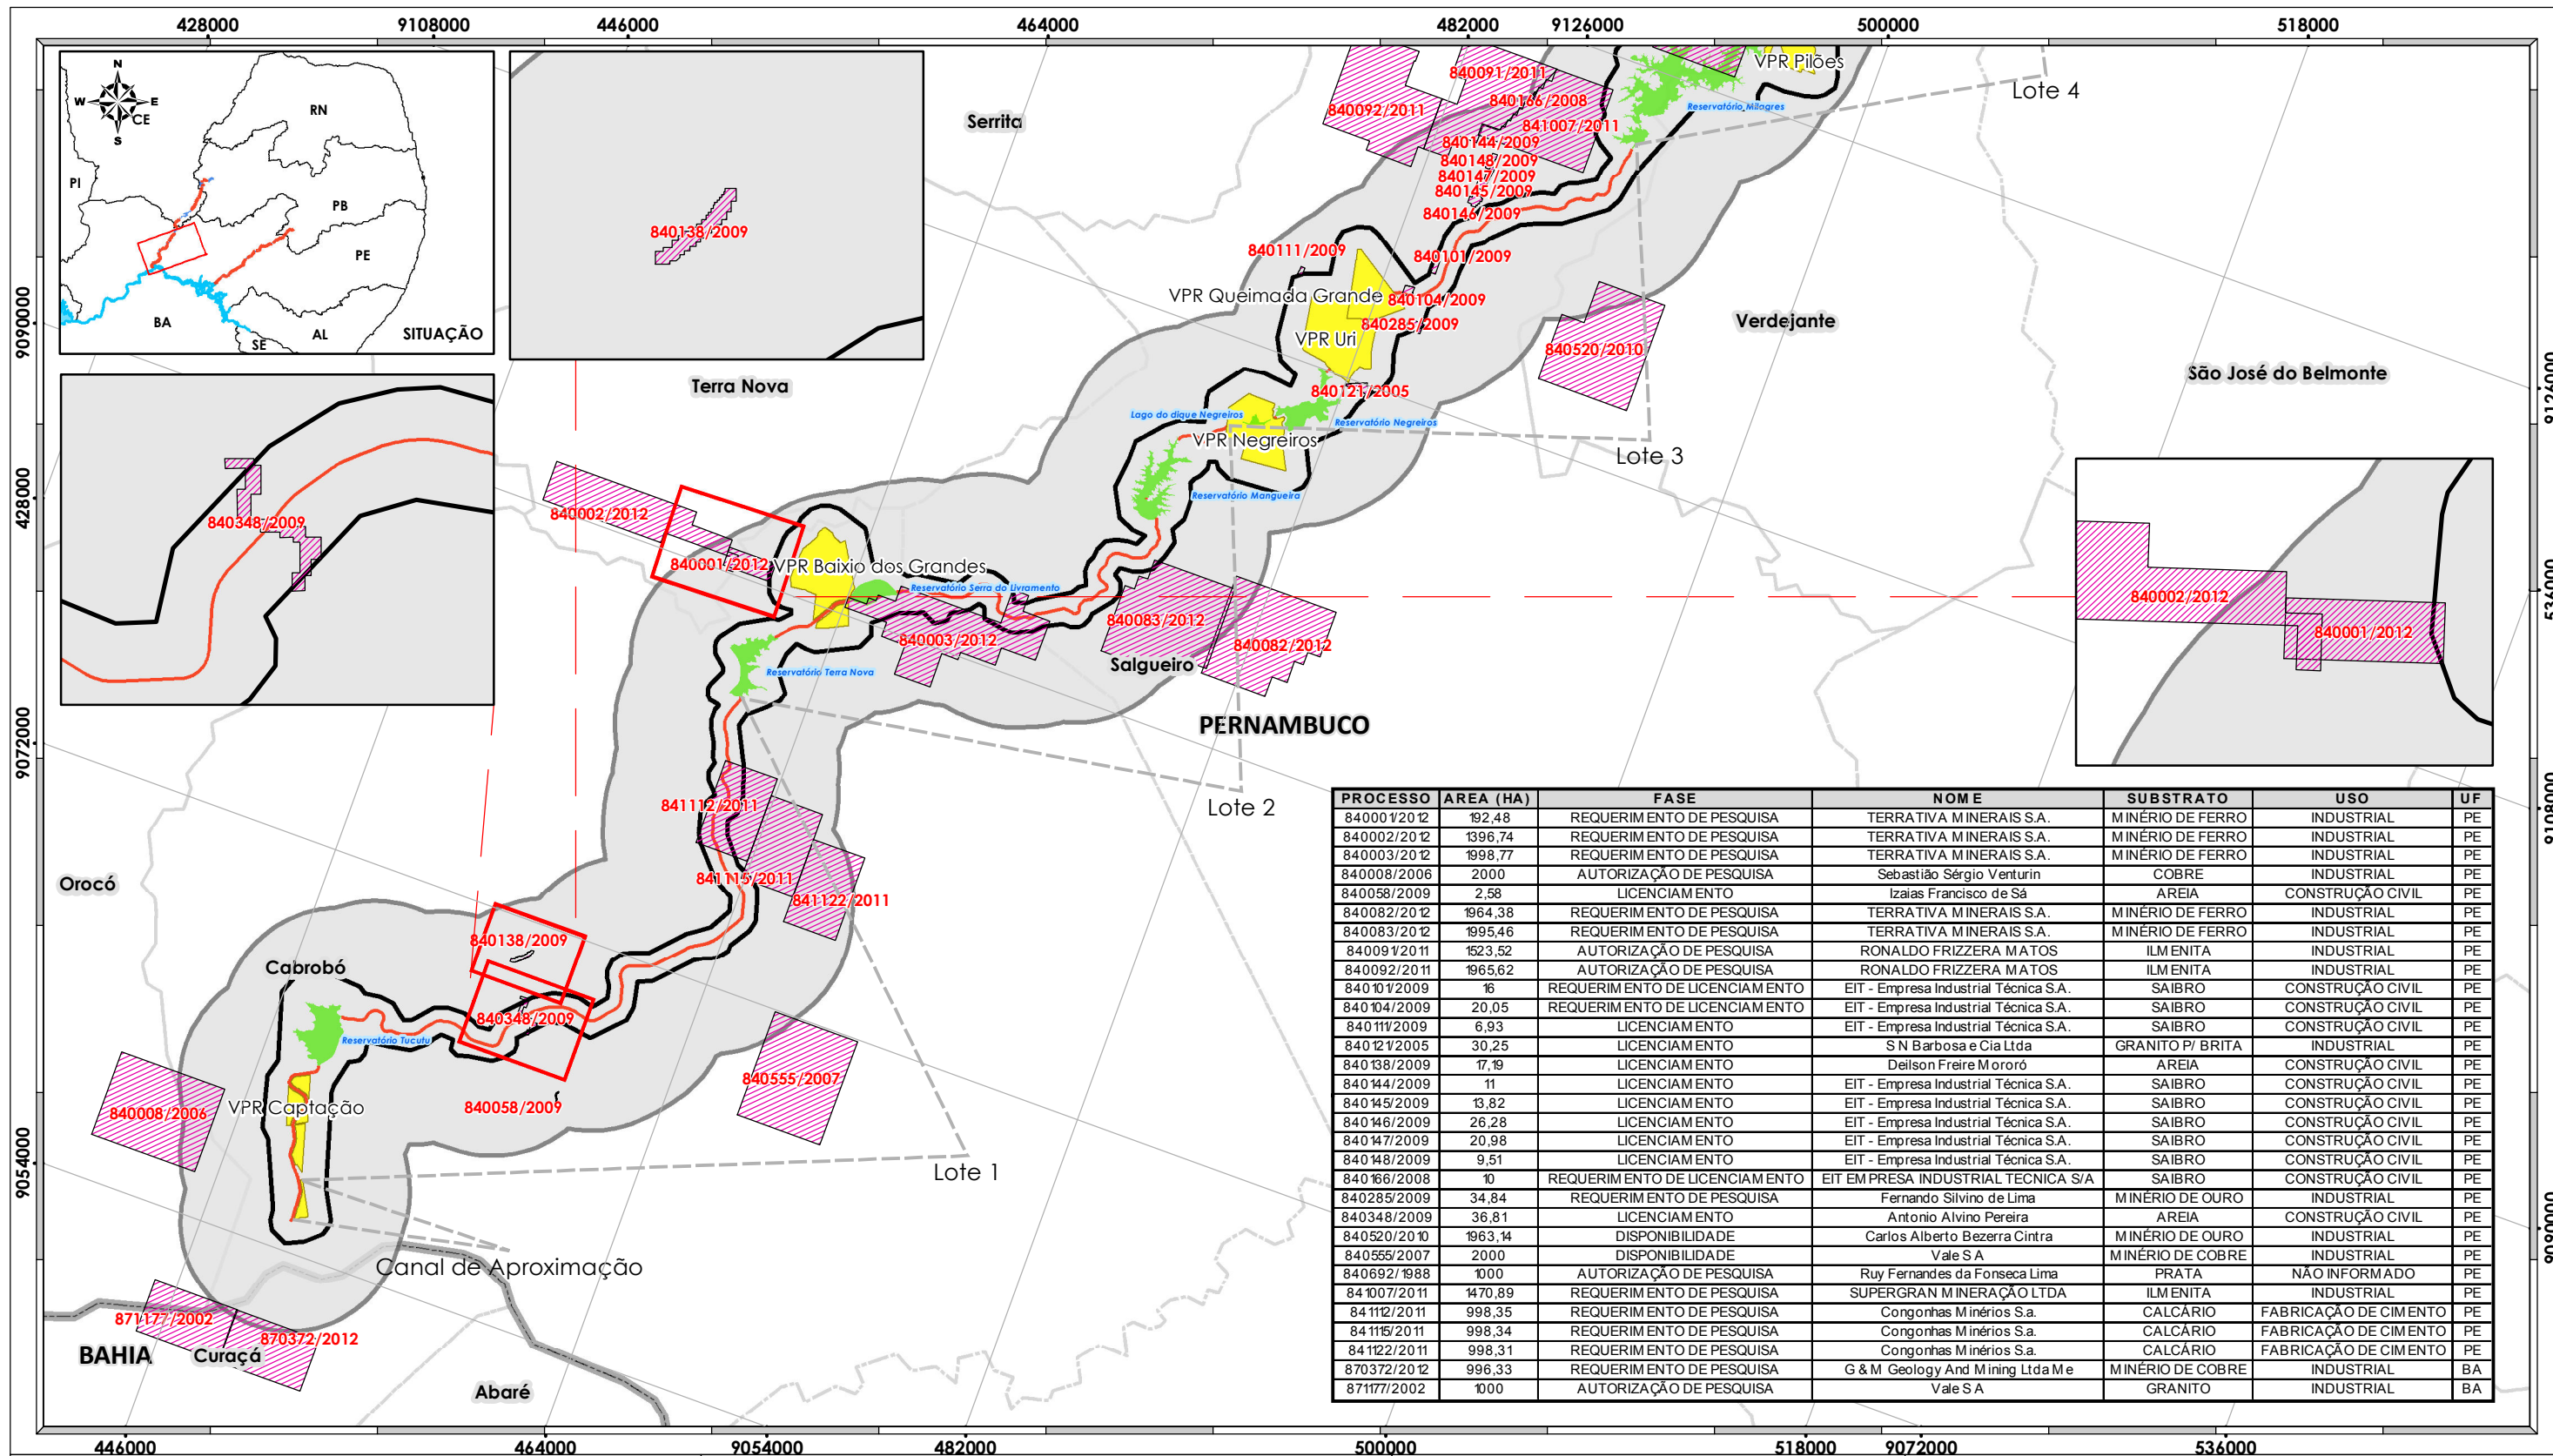 428000 9108000 446000 464000 482000 9126000 500000 518000
N
W E
S
CE
RN
PI
PB
PE
BA
AL
SE
SITUAÇÃO
840138/2009
840348/2009
Serrita
Terra Nova
Verdejante
São José do Belmonte
Lote 4
VPR Pilões
Reservatório Milagres
840091/2011
840092/2011
840166/2008
841007/2011
840144/2009
840148/2009
840147/2009
840145/2009
840146/2009
840111/2009
840101/2009
VPR Queimada Grande
840104/2009
840285/2009
VPR Uri
840520/2010
840121/2005
Lago do dique Negreiros
Reservatório Negreiros
VPR Negreiros
Lote 3
Reservatório Mangueira
840002/2012
840001/2012
VPR Baixio dos Grandes
Reservatório Serra do Livramento
840083/2012
840003/2012
840082/2012
Salgueiro
Reservatório Terra Nova
PERNAMBUCO
840002/2012
840001/2012
Lote 2
841112/2011
841115/2011
841122/2011
Orocó
840138/2009
Cabrobó
840348/2009
Reservatório Tucutu
840555/2007
840058/2009
840008/2006
VPR Captação
Lote 1
Canal de Aproximação
871177/2002
870372/2012
BAHIA
Curaçá
Abaré
9090000
428000
9072000
9054000
9126000
536000
9108000
9080000
PROCESSO AREA (HA) FASE NOME SUBSTRATO USO UF
840001/2012 192,48 REQUERIMENTO DE PESQUISA TERRATIVA MINERAIS S.A. MINÉRIO DE FERRO INDUSTRIAL PE
840002/2012 1396,74 REQUERIMENTO DE PESQUISA TERRATIVA MINERAIS S.A. MINÉRIO DE FERRO INDUSTRIAL PE
840003/2012 1998,77 REQUERIMENTO DE PESQUISA TERRATIVA MINERAIS S.A. MINÉRIO DE FERRO INDUSTRIAL PE
840008/2006 2000 AUTORIZAÇÃO DE PESQUISA Sebastião Sérgio Venturin COBRE INDUSTRIAL PE
840058/2009 2,58 LICENCIAMENTO Izaias Francisco de Sá AREIA CONSTRUÇÃO CIVIL PE
840082/2012 1964,38 REQUERIMENTO DE PESQUISA TERRATIVA MINERAIS S.A. MINÉRIO DE FERRO INDUSTRIAL PE
840083/2012 1995,46 REQUERIMENTO DE PESQUISA TERRATIVA MINERAIS S.A. MINÉRIO DE FERRO INDUSTRIAL PE
840091/2011 1523,52 AUTORIZAÇÃO DE PESQUISA RONALDO FRIZZERA MATOS ILMENITA INDUSTRIAL PE
840092/2011 1965,62 AUTORIZAÇÃO DE PESQUISA RONALDO FRIZZERA MATOS ILMENITA INDUSTRIAL PE
840101/2009 16 REQUERIMENTO DE LICENCIAMENTO EIT - Empresa Industrial Técnica S.A. SAIBRO CONSTRUÇÃO CIVIL PE
840104/2009 20,05 REQUERIMENTO DE LICENCIAMENTO EIT - Empresa Industrial Técnica S.A. SAIBRO CONSTRUÇÃO CIVIL PE
840111/2009 6,93 LICENCIAMENTO EIT - Empresa Industrial Técnica S.A. SAIBRO CONSTRUÇÃO CIVIL PE
840121/2005 30,25 LICENCIAMENTO S N Barbosa e Cia Ltda GRANITO P/ BRITA INDUSTRIAL PE
840138/2009 17,19 LICENCIAMENTO Deilson Freire Mororó AREIA CONSTRUÇÃO CIVIL PE
840144/2009 11 LICENCIAMENTO EIT - Empresa Industrial Técnica S.A. SAIBRO CONSTRUÇÃO CIVIL PE
840145/2009 13,82 LICENCIAMENTO EIT - Empresa Industrial Técnica S.A. SAIBRO CONSTRUÇÃO CIVIL PE
840146/2009 26,28 LICENCIAMENTO EIT - Empresa Industrial Técnica S.A. SAIBRO CONSTRUÇÃO CIVIL PE
840147/2009 20,98 LICENCIAMENTO EIT - Empresa Industrial Técnica S.A. SAIBRO CONSTRUÇÃO CIVIL PE
840148/2009 9,51 LICENCIAMENTO EIT - Empresa Industrial Técnica S.A. SAIBRO CONSTRUÇÃO CIVIL PE
840166/2008 10 REQUERIMENTO DE LICENCIAMENTO EIT EMPRESA INDUSTRIAL TECNICA S/A SAIBRO CONSTRUÇÃO CIVIL PE
840285/2009 34,84 REQUERIMENTO DE PESQUISA Fernando Silvino de Lima MINÉRIO DE OURO INDUSTRIAL PE
840348/2009 36,81 LICENCIAMENTO Antonio Alvino Pereira AREIA CONSTRUÇÃO CIVIL PE
840520/2010 1963,14 DISPONIBILIDADE Carlos Alberto Bezerra Cintra MINÉRIO DE OURO INDUSTRIAL PE
840555/2007 2000 DISPONIBILIDADE Vale S A MINÉRIO DE COBRE INDUSTRIAL PE
840692/1988 1000 AUTORIZAÇÃO DE PESQUISA Ruy Fernandes da Fonseca Lima PRATA NÃO INFORMADO PE
841007/2011 1470,89 REQUERIMENTO DE PESQUISA SUPERGRAN MINERAÇÃO LTDA ILMENITA INDUSTRIAL PE
841112/2011 998,35 REQUERIMENTO DE PESQUISA Congonhas Minérios S.a. CALCÁRIO FABRICAÇÃO DE CIMENTO PE
841115/2011 998,34 REQUERIMENTO DE PESQUISA Congonhas Minérios S.a. CALCÁRIO FABRICAÇÃO DE CIMENTO PE
841122/2011 998,31 REQUERIMENTO DE PESQUISA Congonhas Minérios S.a. CALCÁRIO FABRICAÇÃO DE CIMENTO PE
870372/2012 996,33 REQUERIMENTO DE PESQUISA G & M Geology And Mining Ltda Me MINÉRIO DE COBRE INDUSTRIAL BA
871177/2002 1000 AUTORIZAÇÃO DE PESQUISA Vale S A GRANITO INDUSTRIAL BA
446000 464000 9054000 482000 500000 518000 9072000 536000